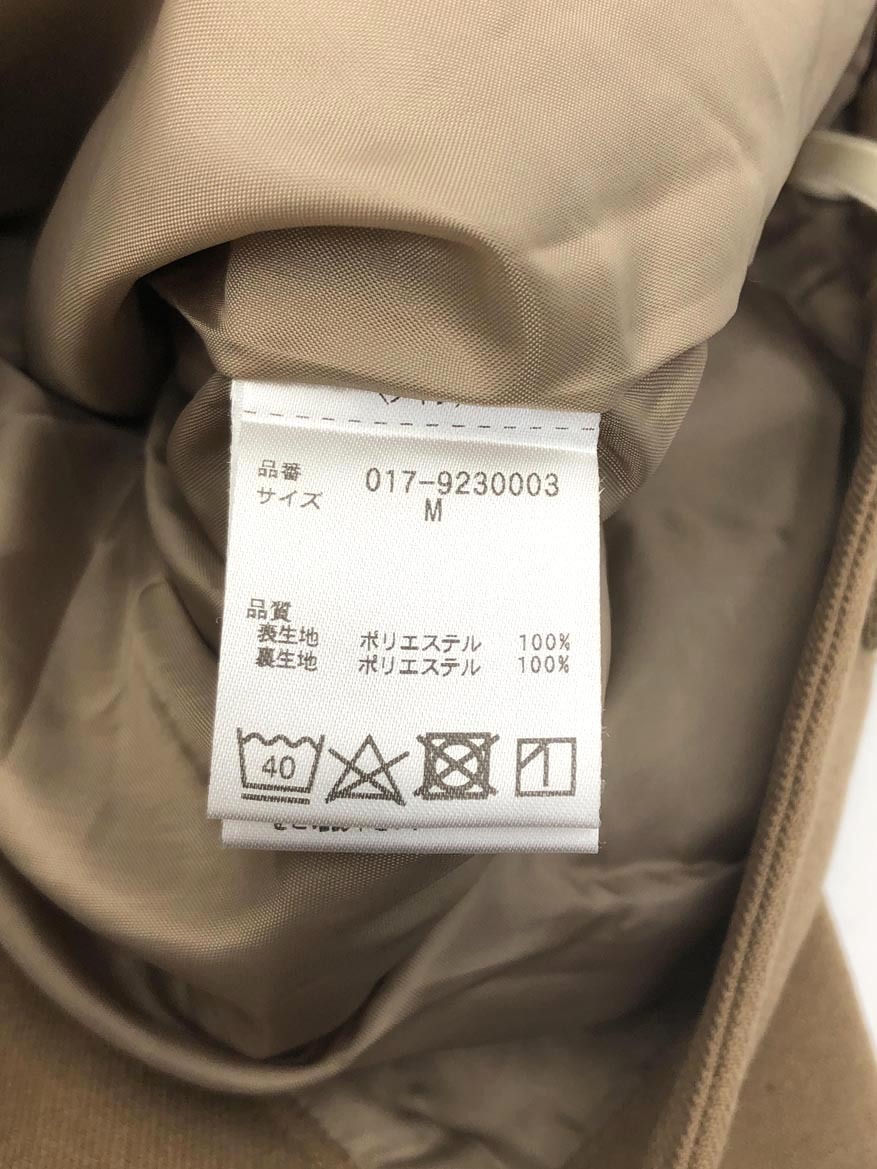 品番 017-9230003
サイズ M
品質
表生地 ポリエステル 100%
裏生地 ポリエステル 100%
40